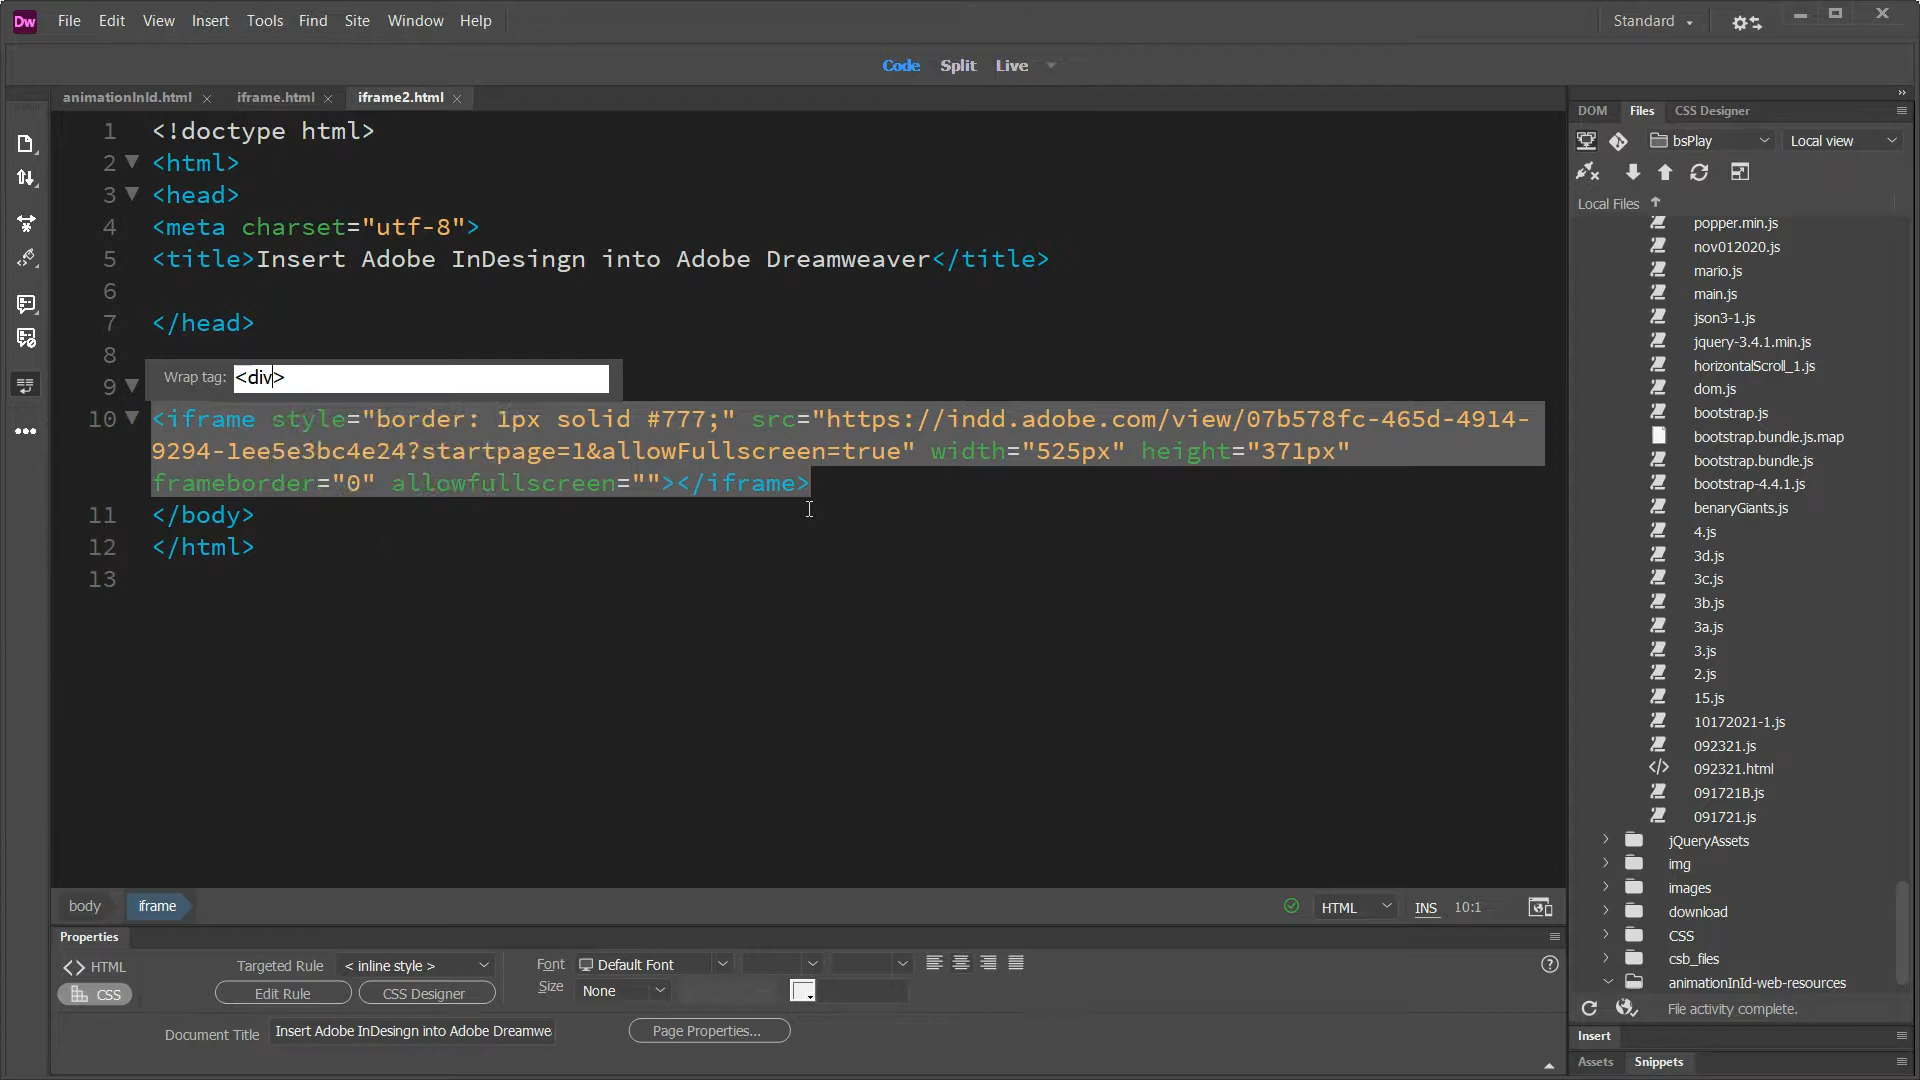 Dw File Edit View Insert Tools Find Site Window Help Standard
Code Split Live
animationInId.html iframe.html iframe2.html
1 <!doctype html>
2 <html>
3 <head>
4 <meta charset="utf-8">
5 <title>Insert Adobe InDesingn into Adobe Dreamweaver</title>
6
7 </head>
8
Wrap tag: <div>
9
10 <iframe style="border: 1px solid #777;" src="https://indd.adobe.com/view/07b578fc-465d-4914-
9294-1ee5e3bc4e24?startpage=1&allowFullscreen=true" width="525px" height="371px"
frameborder="0" allowfullscreen=""></iframe>
11 </body>
12 </html>
13
body iframe
HTML INS 10:1
Properties
HTML Targeted Rule < inline style > Font Default Font
CSS Edit Rule CSS Designer Size None
Document Title Insert Adobe InDesingn into Adobe Dreamwe Page Properties...
DOM Files CSS Designer
bsPlay Local view
Local Files
popper.min.js
nov012020.js
mario.js
main.js
json3-1.js
jquery-3.4.1.min.js
horizontalScroll_1.js
dom.js
bootstrap.js
bootstrap.bundle.js.map
bootstrap.bundle.js
bootstrap-4.4.1.js
benaryGiants.js
4.js
3d.js
3c.js
3b.js
3a.js
3.js
2.js
15.js
10172021-1.js
092321.js
092321.html
091721B.js
091721.js
jQueryAssets
img
images
download
CSS
csb_files
animationInId-web-resources
File activity complete.
Insert
Assets Snippets